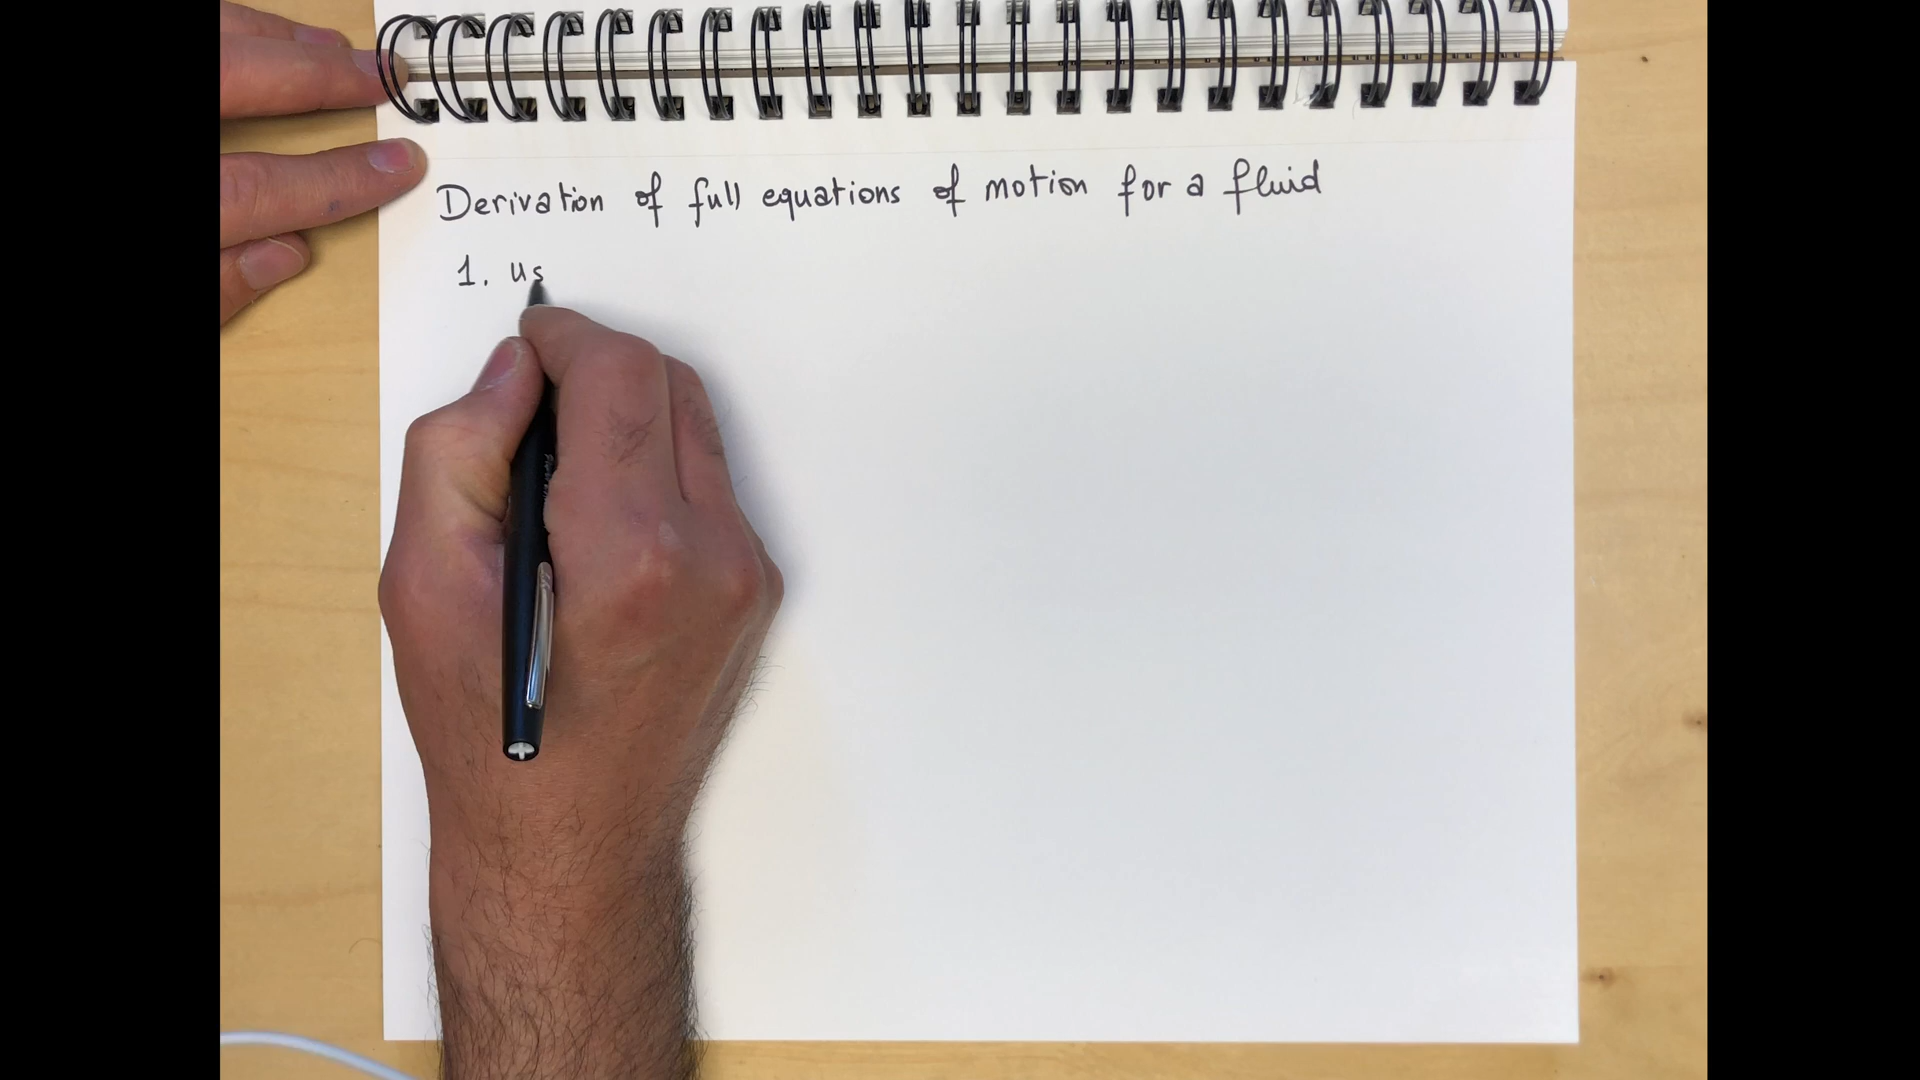 Derivation of full equations of motion for a fluid
1. us